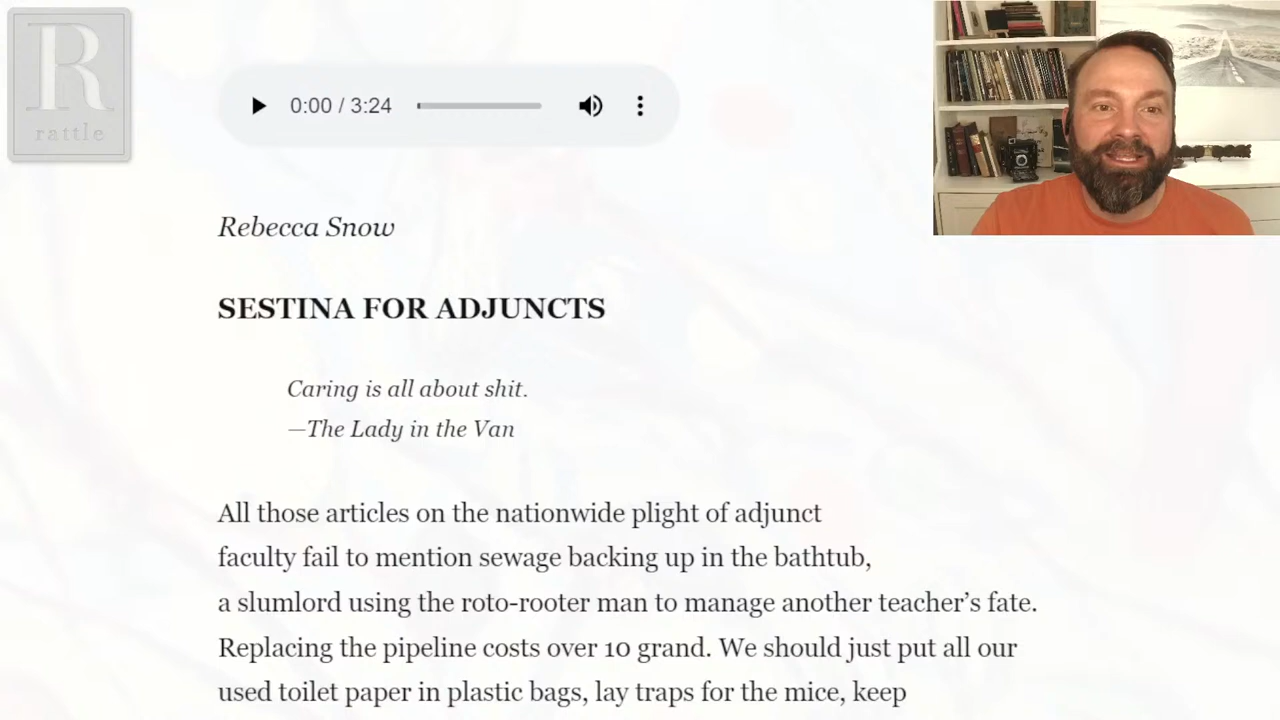 R
rattle
0:00 / 3:24
Rebecca Snow
SESTINA FOR ADJUNCTS
Caring is all about shit.
—The Lady in the Van
All those articles on the nationwide plight of adjunct
faculty fail to mention sewage backing up in the bathtub,
a slumlord using the roto-rooter man to manage another teacher’s fate.
Replacing the pipeline costs over 10 grand. We should just put all our
used toilet paper in plastic bags, lay traps for the mice, keep